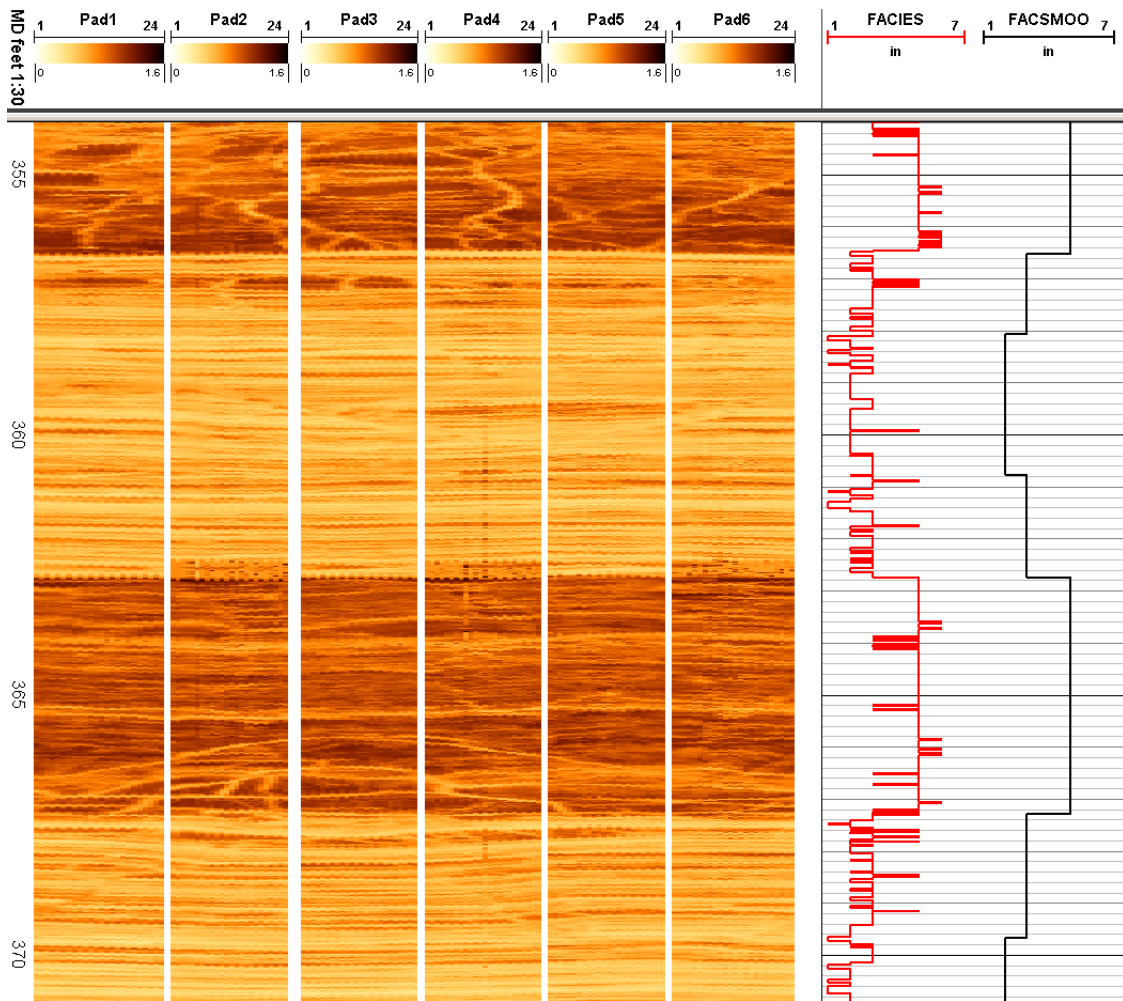 MD feet 1:30
1 Pad1 24
0 1.6
1 Pad2 24
0 1.6
1 Pad3 24
0 1.6
1 Pad4 24
0 1.6
1 Pad5 24
0 1.6
1 Pad6 24
0 1.6
1 FACIES 7
in
1 FACSMOO 7
in
355
360
365
370